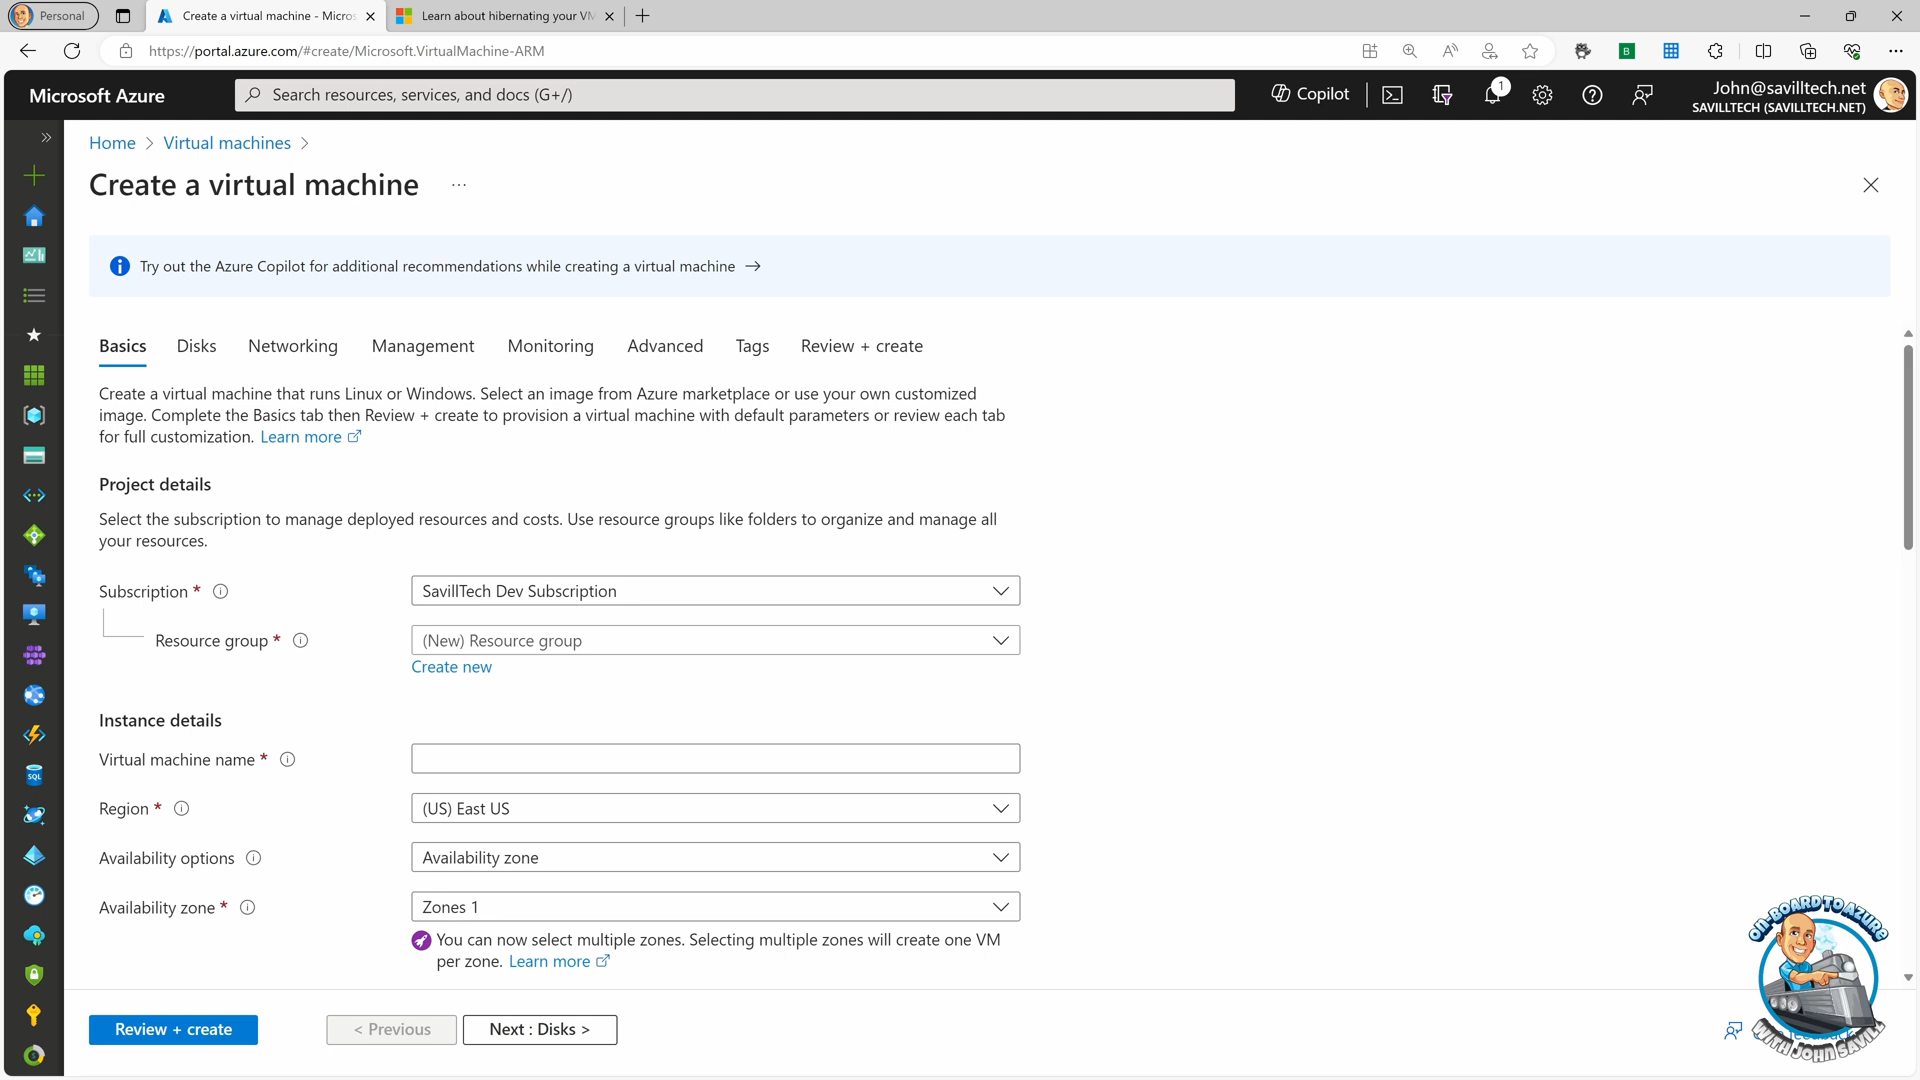 Personal
Create a virtual machine - Micros
Learn about hibernating your VM
https://portal.azure.com/#create/Microsoft.VirtualMachine-ARM
Microsoft Azure
Search resources, services, and docs (G+/)
Copilot
1
John@savilltech.net
SAVILLTECH (SAVILLTECH.NET)
Home > Virtual machines >
Create a virtual machine ...
Try out the Azure Copilot for additional recommendations while creating a virtual machine →
Basics Disks Networking Management Monitoring Advanced Tags Review + create
Create a virtual machine that runs Linux or Windows. Select an image from Azure marketplace or use your own customized
image. Complete the Basics tab then Review + create to provision a virtual machine with default parameters or review each tab
for full customization. Learn more
Project details
Select the subscription to manage deployed resources and costs. Use resource groups like folders to organize and manage all
your resources.
Subscription *
SavillTech Dev Subscription
Resource group *
(New) Resource group
Create new
Instance details
Virtual machine name *
Region *
(US) East US
Availability options
Availability zone
Availability zone *
Zones 1
You can now select multiple zones. Selecting multiple zones will create one VM
per zone. Learn more
Review + create
< Previous
Next : Disks >
ON-BOARD TO AZURE
WITH JOHN SAVILL